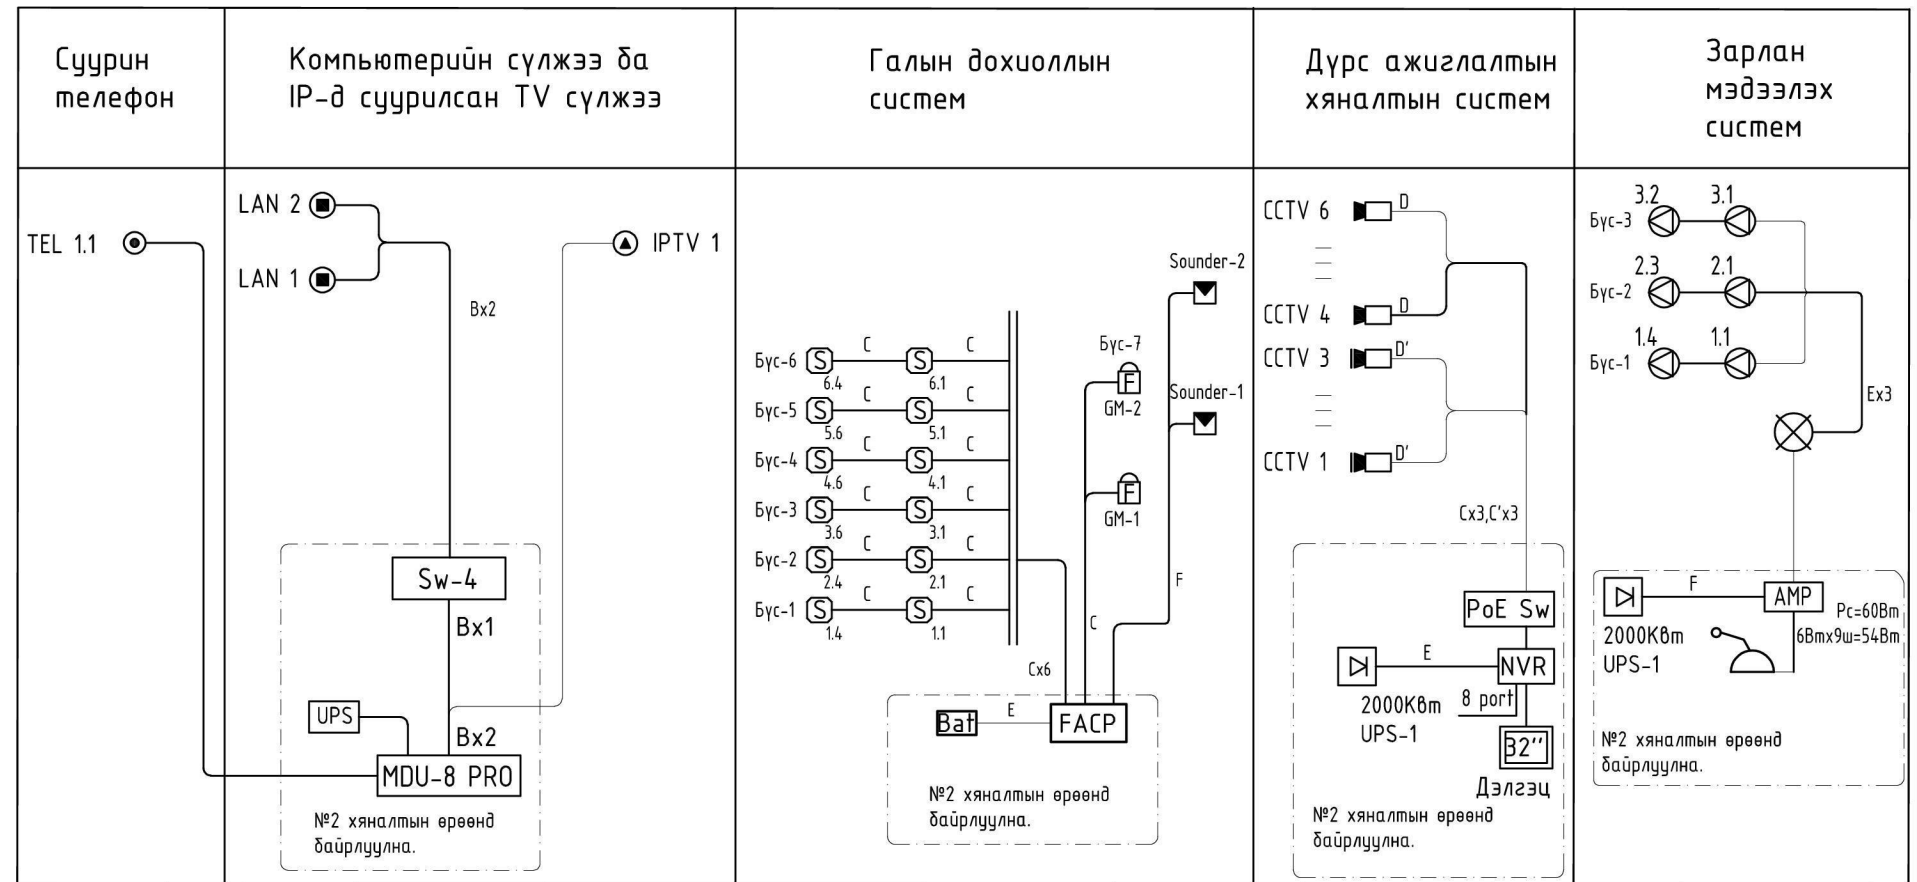 Суурин
телефон
Компьютерийн сүлжээ ба
IP-д суурилсан TV сүлжээ
Галын дохиоллын
систем
Дүрс ажиглалтын
хяналтын систем
Зарлан
мэдээлэх
систем
TEL 1.1
LAN 2
LAN 1
IPTV 1
Bx2
Sw-4
Bx1
UPS
Bx2
MDU-8 PRO
№2 хяналтын өрөөнд
байрлуулна.
Sounder-2
Бүс-7
Sounder-1
F
GM-2
F
GM-1
Бүс-6 S C S C
6.4 6.1
Бүс-5 S C S C
5.6 5.1
Бүс-4 S C S C
4.6 4.1
Бүс-3 S C S C
3.6 3.1
Бүс-2 S C S C
2.4 2.1
Бүс-1 S C S C
1.4 1.1
F
C
Cx6
Bat E FACP
№2 хяналтын өрөөнд
байрлуулна.
CCTV 6 D
CCTV 4 D
CCTV 3 D'
CCTV 1 D'
Cx3,C'x3
PoE Sw
E
NVR
2000Квт
UPS-1
8 port
32''
Дэлгэц
№2 хяналтын өрөөнд
байрлуулна.
3.2 3.1
Бүс-3
2.3 2.1
Бүс-2
1.4 1.1
Бүс-1
Ex3
F
AMP
Pc=60Вт
6Втx9ш=54Вт
2000Квт
UPS-1
№2 хяналтын өрөөнд
байрлуулна.